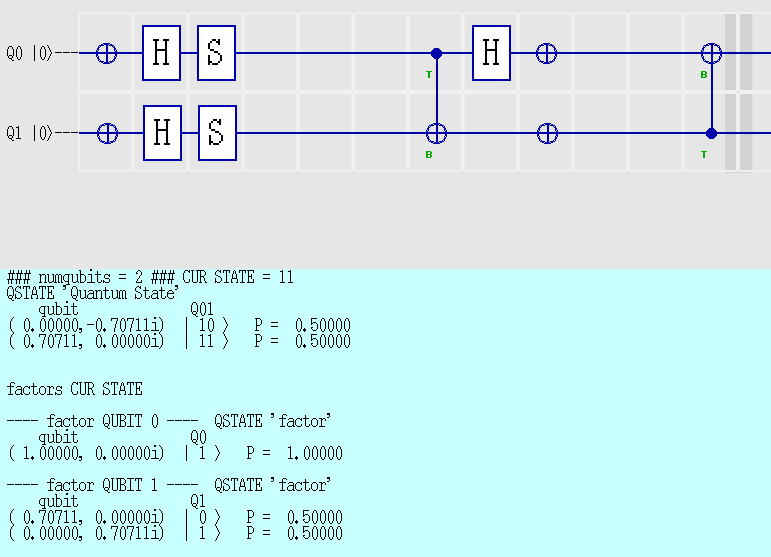 Q0 |0⟩--- H S T H B
Q1 |0⟩--- H S B T
### numqubits = 2 ### CUR STATE = 11
QSTATE 'Quantum State'
qubit Q01
( 0.00000,-0.70711i) | 10 ⟩ P = 0.50000
( 0.70711, 0.00000i) | 11 ⟩ P = 0.50000
factors CUR STATE
---- factor QUBIT 0 ---- QSTATE 'factor'
qubit Q0
( 1.00000, 0.00000i) | 1 ⟩ P = 1.00000
---- factor QUBIT 1 ---- QSTATE 'factor'
qubit Q1
( 0.70711, 0.00000i) | 0 ⟩ P = 0.50000
( 0.00000, 0.70711i) | 1 ⟩ P = 0.50000